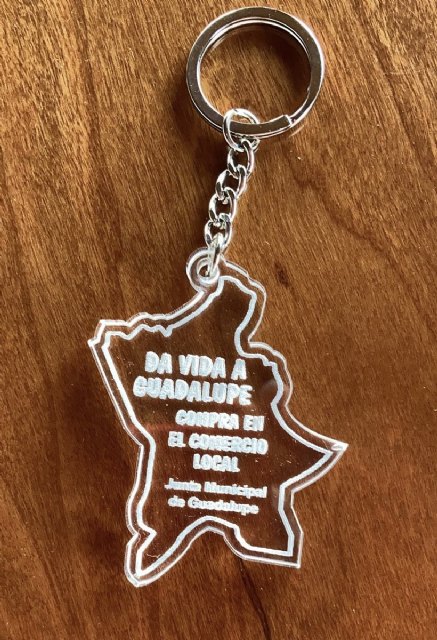 DA VIDA A
GUADALUPE
COMPRA EN
EL COMERCIO
LOCAL
Junta Municipal
de Guadalupe